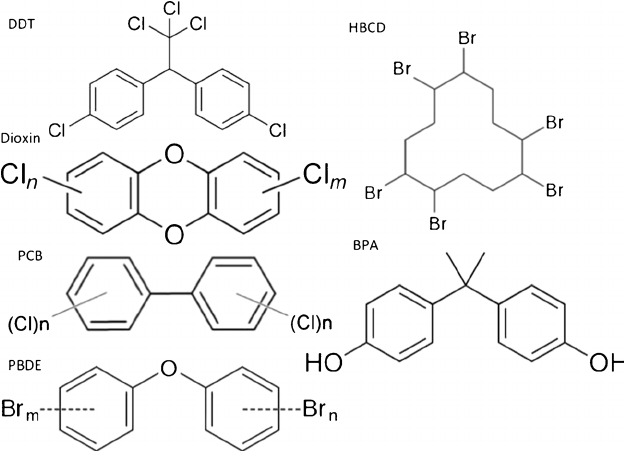 DDT
Cl
Cl Cl
Cl Cl
Dioxin
O
Cln Clm
O
PCB
(Cl)n (Cl)n
PBDE
O
Brm Brn
HBCD
Br
Br
Br
Br Br
Br
BPA
HO OH